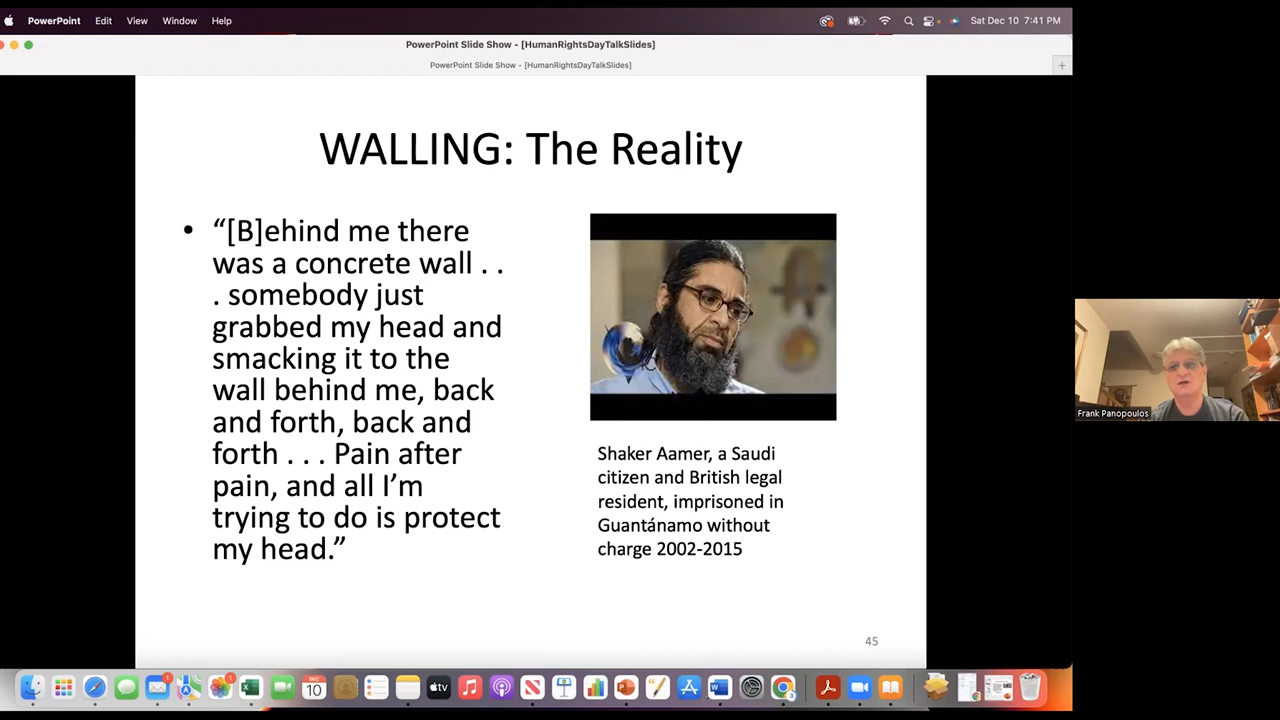 PowerPoint Edit View Window Help Sat Dec 10 7:41 PM
PowerPoint Slide Show - [HumanRightsDayTalkSlides]
PowerPoint Slide Show - [HumanRightsDayTalkSlides]
WALLING: The Reality
• “[B]ehind me there
was a concrete wall . .
. somebody just
grabbed my head and
smacking it to the
wall behind me, back
and forth, back and
forth . . . Pain after
pain, and all I’m
trying to do is protect
my head.”
Shaker Aamer, a Saudi
citizen and British legal
resident, imprisoned in
Guantánamo without
charge 2002-2015
45
Frank Panopoulos
DEC
10
tv